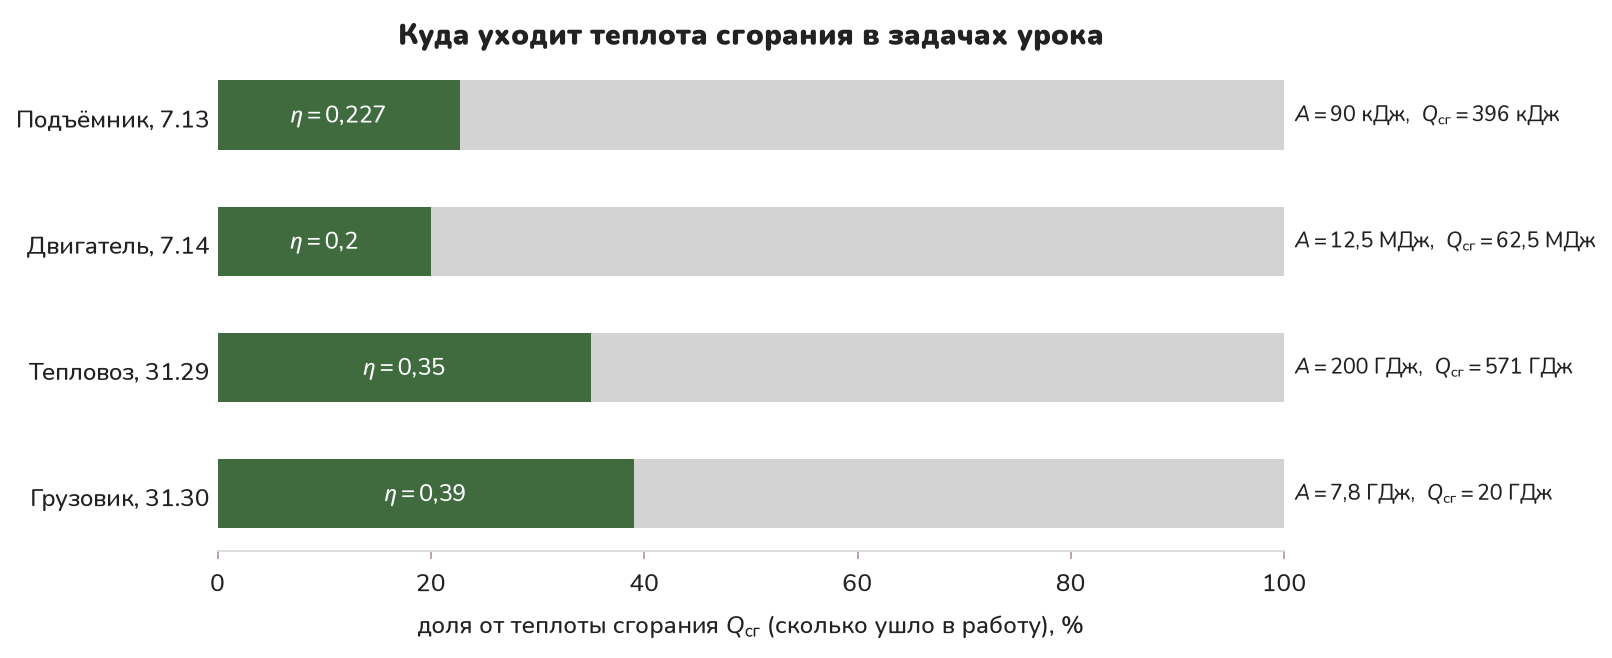 Куда уходит теплота сгорания в задачах урока
Подъёмник, 7.13 η = 0,227 A = 90 кДж, Qсг = 396 кДж
Двигатель, 7.14 η = 0,2 A = 12,5 МДж, Qсг = 62,5 МДж
Тепловоз, 31.29 η = 0,35 A = 200 ГДж, Qсг = 571 ГДж
Грузовик, 31.30 η = 0,39 A = 7,8 ГДж, Qсг = 20 ГДж
0 20 40 60 80 100
доля от теплоты сгорания Qсг (сколько ушло в работу), %